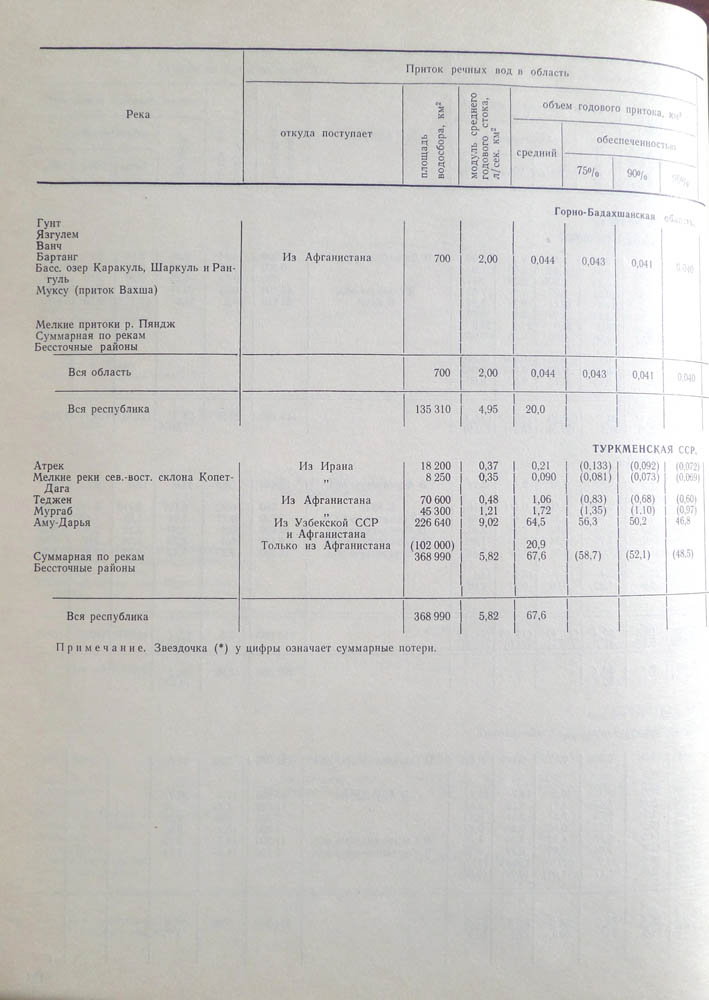 Река
Приток речных вод в область
откуда поступает
площадь водосбора, км²
модуль среднего годового стока, л/сек. км²
объем годового притока, км³
средний
обеспеченностью
75%
90%
95%
Горно-Бадахшанская область,
Гунт
Язгулем
Ванч
Бартанг Из Афганистана 700 2,00 0,044 0,043 0,041 0,040
Басс. озер Каракуль, Шаркуль и Ран-
гуль
Муксу (приток Вахша)
Мелкие притоки р. Пяндж
Суммарная по рекам
Бессточные районы
Вся область 700 2,00 0,044 0,043 0,041 0,040
Вся республика 135 310 4,95 20,0
ТУРКМЕНСКАЯ ССР,
Атрек Из Ирана 18 200 0,37 0,21 (0,133) (0,092) (0,072)
Мелкие реки сев.-вост. склона Копет- „ 8 250 0,35 0,090 (0,081) (0,073) (0,069)
Дага
Теджен Из Афганистана 70 600 0,48 1,06 (0,83) (0,68) (0,60)
Мургаб „ 45 300 1,21 1,72 (1,35) (1,10) (0,97)
Аму-Дарья Из Узбекской ССР 226 640 9,02 64,5 56,3 50,2 46,8
и Афганистана
Только из Афганистана (102 000) 20,9
Суммарная по рекам 368 990 5,82 67,6 (58,7) (52,1) (48,5)
Бессточные районы
Вся республика 368 990 5,82 67,6
Примечание. Звездочка (*) у цифры означает суммарные потери.